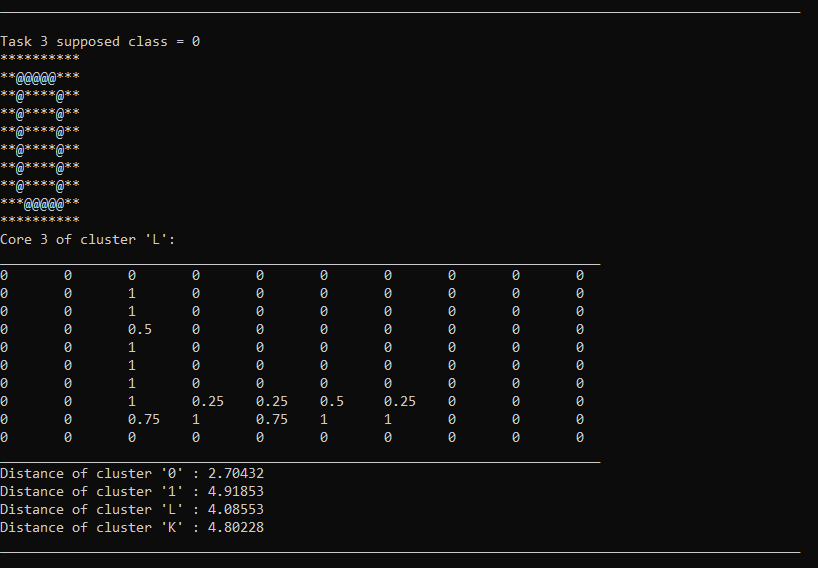 Task 3 supposed class = 0
**********
**@@@@@***
**@****@**
**@****@**
**@****@**
**@****@**
**@****@**
**@****@**
***@@@@@**
**********
Core 3 of cluster 'L':
0 0 0 0 0 0 0 0 0 0
0 0 1 0 0 0 0 0 0 0
0 0 1 0 0 0 0 0 0 0
0 0 0.5 0 0 0 0 0 0 0
0 0 1 0 0 0 0 0 0 0
0 0 1 0 0 0 0 0 0 0
0 0 1 0 0 0 0 0 0 0
0 0 1 0.25 0.25 0.5 0.25 0 0 0
0 0 0.75 1 0.75 1 1 0 0 0
0 0 0 0 0 0 0 0 0 0
Distance of cluster '0' : 2.70432
Distance of cluster '1' : 4.91853
Distance of cluster 'L' : 4.08553
Distance of cluster 'K' : 4.80228